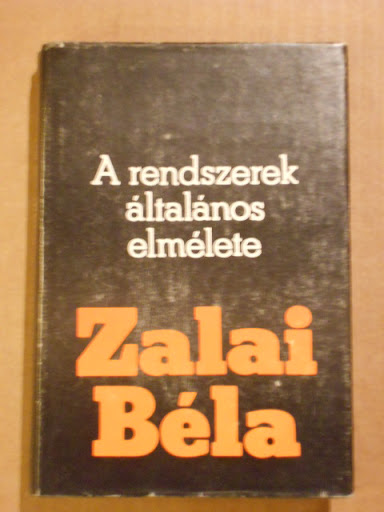 A rendszerek
általános
elmélete
Zalai
Béla